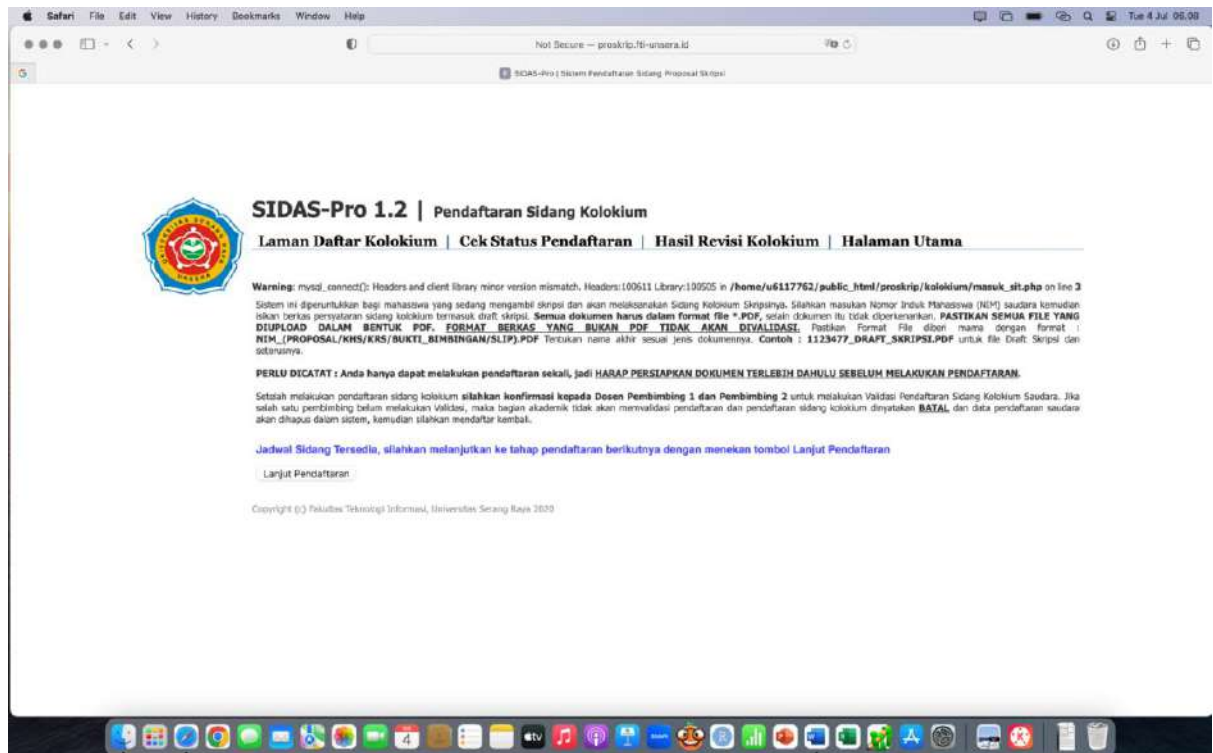 Safari File Edit View History Bookmarks Window Help Tue 4 Jul 06.08
Not Secure — proskrip.fti-unsera.id
SIDAS-Pro | Sistem Pendaftaran Sidang Proposal Skripsi
SIDAS-Pro 1.2 | Pendaftaran Sidang Kolokium
Laman Daftar Kolokium | Cek Status Pendaftaran | Hasil Revisi Kolokium | Halaman Utama
Warning: mysql_connect(): Headers and client library minor version mismatch. Headers:100611 Library:100505 in /home/u6117762/public_html/proskrip/kolokium/masuk_sit.php on line 3
Sistem ini diperuntukkan bagi mahasiswa yang sedang mengambil skripsi dan akan melaksanakan Sidang Kolokium Skripsinya. Silahkan masukan Nomor Induk Mahasiswa (NIM) saudara kemudian
isikan berkas persyaratan sidang kolokium termasuk draft skripsi. Semua dokumen harus dalam format file *.PDF, selain dokumen itu tidak diperkenankan. PASTIKAN SEMUA FILE YANG
DIUPLOAD DALAM BENTUK PDF. FORMAT BERKAS YANG BUKAN PDF TIDAK AKAN DIVALIDASI. Pastikan Format File diberi nama dengan format :
NIM_(PROPOSAL/KHS/KRS/BUKTI_BIMBINGAN/SLIP).PDF Tentukan nama akhir sesuai jenis dokumennya. Contoh : 1123477_DRAFT_SKRIPSI.PDF untuk file Draft Skripsi dan
seterusnya.
PERLU DICATAT : Anda hanya dapat melakukan pendaftaran sekali, jadi HARAP PERSIAPKAN DOKUMEN TERLEBIH DAHULU SEBELUM MELAKUKAN PENDAFTARAN.
Setelah melakukan pendaftaran sidang kolokium silahkan konfirmasi kepada Dosen Pembimbing 1 dan Pembimbing 2 untuk melakukan Validasi Pendaftaran Sidang Kolokium Saudara. Jika
salah satu pembimbing belum melakukan Validasi, maka bagian akademik tidak akan memvalidasi pendaftaran dan pendaftaran sidang kolokium dinyatakan BATAL dan data pendaftaran saudara
akan dihapus dalam sistem, kemudian silahkan mendaftar kembali.
Jadwal Sidang Tersedia, silahkan melanjutkan ke tahap pendaftaran berikutnya dengan menekan tombol Lanjut Pendaftaran
Lanjut Pendaftaran
Copyright (c) Fakultas Teknologi Informasi, Universitas Serang Raya 2020